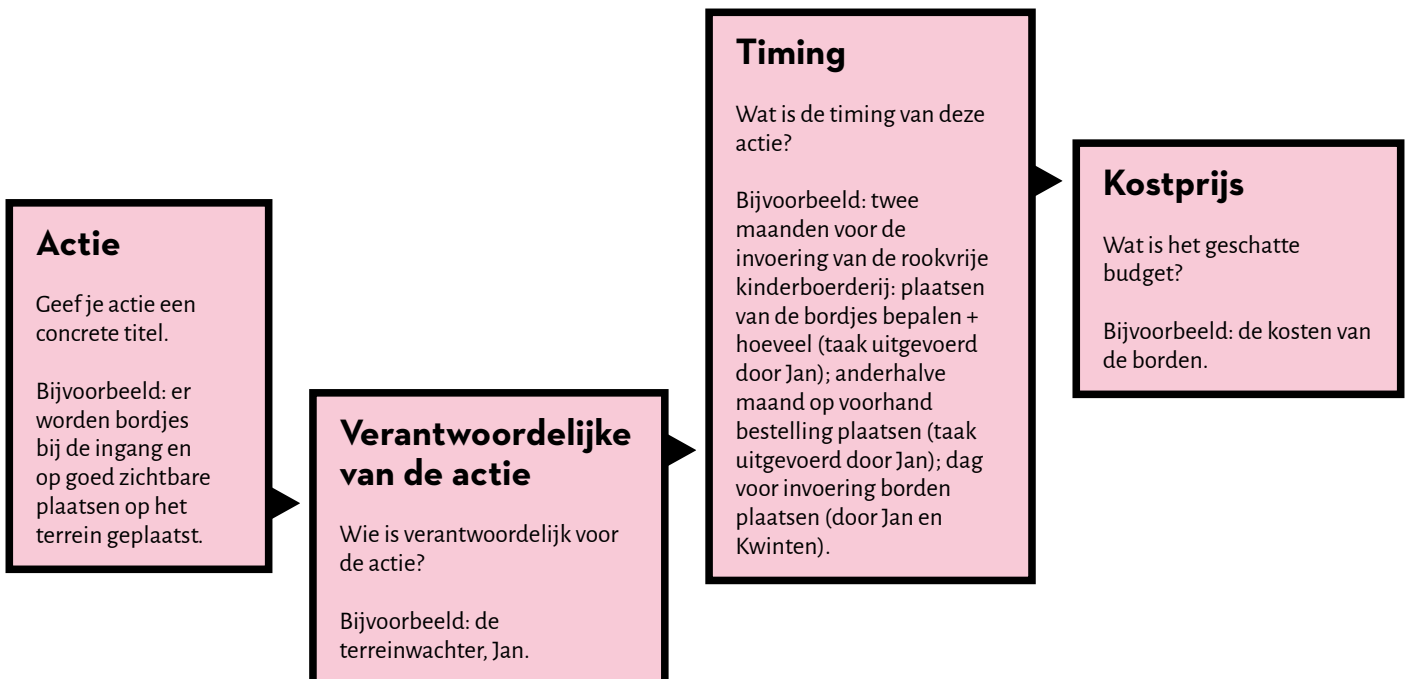 Actie
Geef je actie een
concrete titel.
Bijvoorbeeld: er
worden bordjes
bij de ingang en
op goed zichtbare
plaatsen op het
terrein geplaatst.
Verantwoordelijke
van de actie
Wie is verantwoordelijk voor
de actie?
Bijvoorbeeld: de
terreinwachter, Jan.
Timing
Wat is de timing van deze
actie?
Bijvoorbeeld: twee
maanden voor de
invoering van de rookvrije
kinderboerderij: plaatsen
van de bordjes bepalen +
hoeveel (taak uitgevoerd
door Jan); anderhalve
maand op voorhand
bestelling plaatsen (taak
uitgevoerd door Jan); dag
voor invoering borden
plaatsen (door Jan en
Kwinten).
Kostprijs
Wat is het geschatte
budget?
Bijvoorbeeld: de kosten van
de borden.